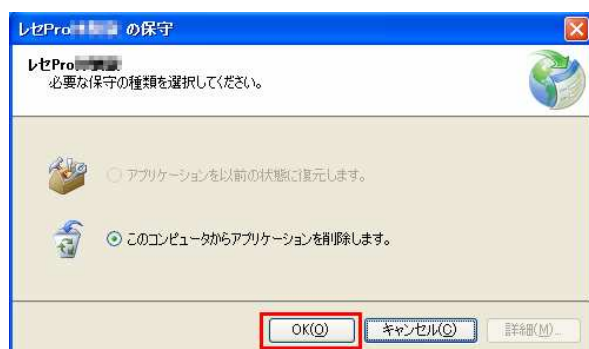 レセPro の保守
レセPro
必要な保守の種類を選択してください。
アプリケーションを以前の状態に復元します。
このコンピュータからアプリケーションを削除します。
OK(O) キャンセル(C) 詳細(M)...